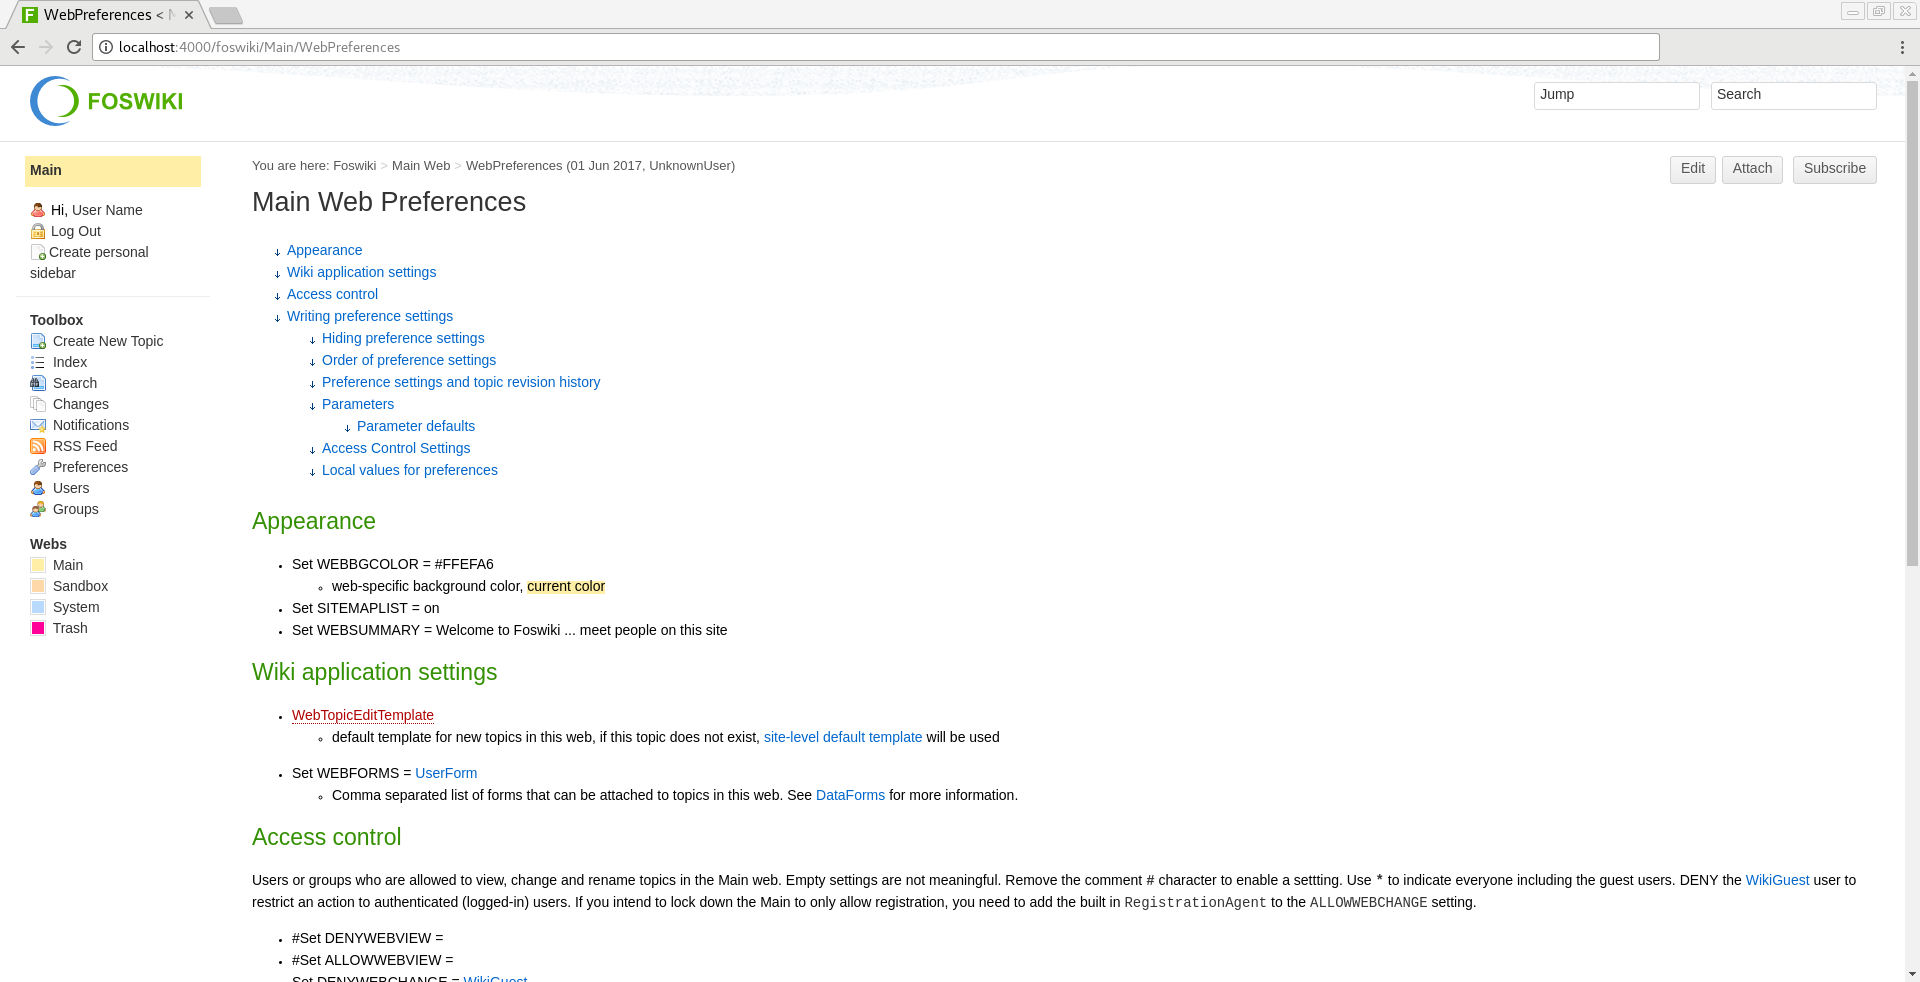 WebPreferences <
localhost:4000/foswiki/Main/WebPreferences
FOSWIKI
Jump
Search
Main
Hi, User Name
Log Out
Create personal
sidebar
Toolbox
Create New Topic
Index
Search
Changes
Notifications
RSS Feed
Preferences
Users
Groups
Webs
Main
Sandbox
System
Trash
You are here: Foswiki > Main Web > WebPreferences (01 Jun 2017, UnknownUser)
Edit
Attach
Subscribe
Main Web Preferences
↓ Appearance
↓ Wiki application settings
↓ Access control
↓ Writing preference settings
↓ Hiding preference settings
↓ Order of preference settings
↓ Preference settings and topic revision history
↓ Parameters
↓ Parameter defaults
↓ Access Control Settings
↓ Local values for preferences
Appearance
• Set WEBBGCOLOR = #FFEFA6
◦ web-specific background color, current color
• Set SITEMAPLIST = on
• Set WEBSUMMARY = Welcome to Foswiki ... meet people on this site
Wiki application settings
• WebTopicEditTemplate
◦ default template for new topics in this web, if this topic does not exist, site-level default template will be used
• Set WEBFORMS = UserForm
◦ Comma separated list of forms that can be attached to topics in this web. See DataForms for more information.
Access control
Users or groups who are allowed to view, change and rename topics in the Main web. Empty settings are not meaningful. Remove the comment # character to enable a settting. Use * to indicate everyone including the guest users. DENY the WikiGuest user to
restrict an action to authenticated (logged-in) users. If you intend to lock down the Main to only allow registration, you need to add the built in RegistrationAgent to the ALLOWWEBCHANGE setting.
• #Set DENYWEBVIEW =
• #Set ALLOWWEBVIEW =
Set DENYWEBCHANGE = WikiGuest